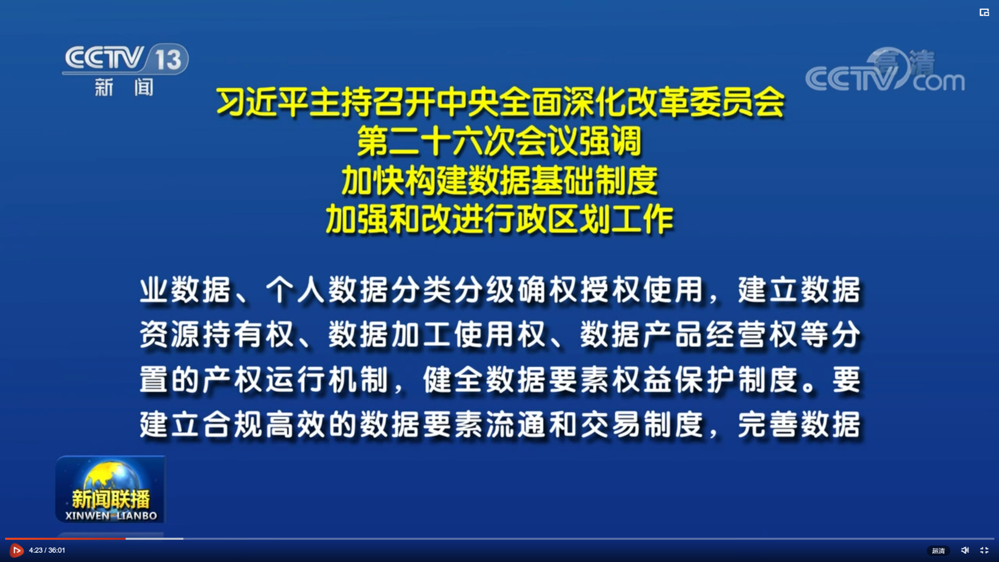 CCTV 13
新闻
高清
CCTV.com
习近平主持召开中央全面深化改革委员会
第二十六次会议强调
加快构建数据基础制度
加强和改进行政区划工作
业数据、个人数据分类分级确权授权使用，建立数据
资源持有权、数据加工使用权、数据产品经营权等分
置的产权运行机制，健全数据要素权益保护制度。要
建立合规高效的数据要素流通和交易制度，完善数据
新闻联播
XINWEN LIANBO
4:23 / 36:01
超清